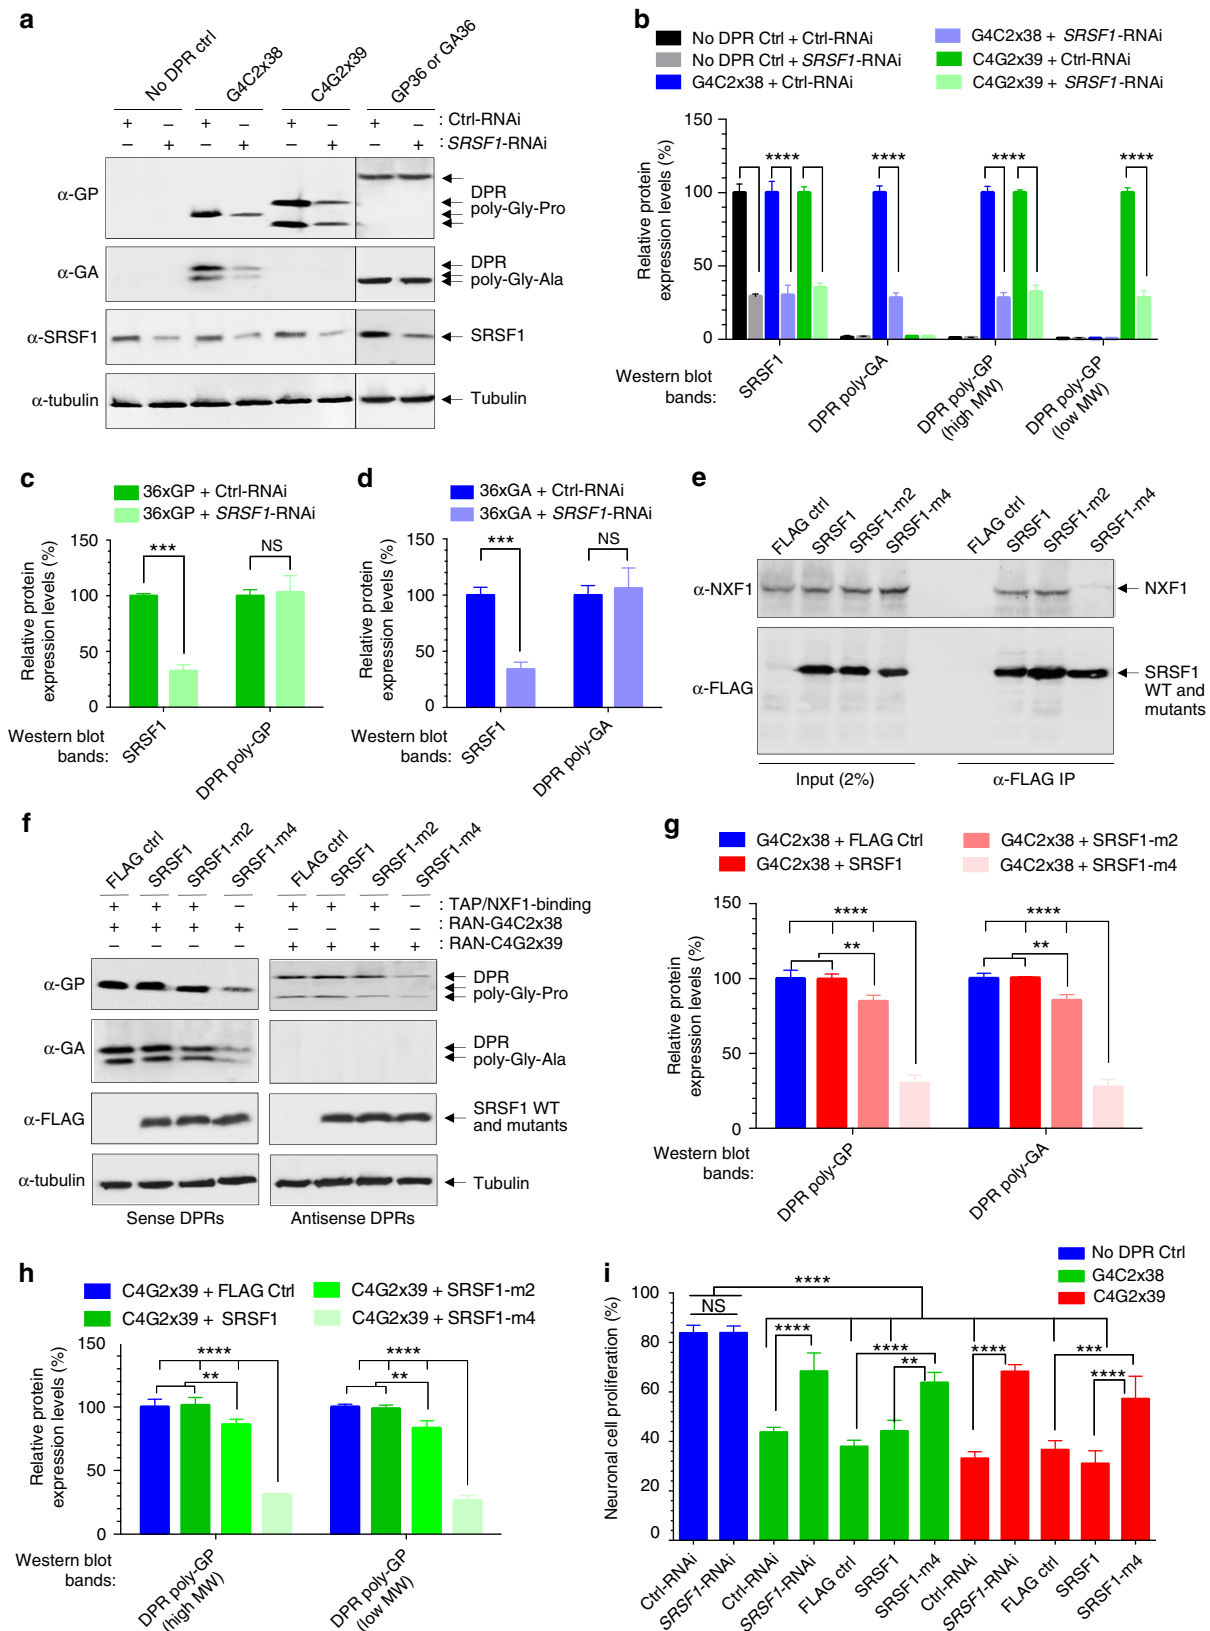 a
No DPR ctrl
G4C2x38
C4G2x39
GP36 or GA36
+ − + − + − + − : Ctrl-RNAi
− + − + − + − + : SRSF1-RNAi
α-GP
DPR
poly-Gly-Pro
α-GA
DPR
poly-Gly-Ala
α-SRSF1
SRSF1
α-tubulin
Tubulin
b
No DPR Ctrl + Ctrl-RNAi
No DPR Ctrl + SRSF1-RNAi
G4C2x38 + Ctrl-RNAi
G4C2x38 + SRSF1-RNAi
C4G2x39 + Ctrl-RNAi
C4G2x39 + SRSF1-RNAi
Relative protein
expression levels (%)
150
100
50
0
****
****
****
****
Western blot
bands:
SRSF1
DPR poly-GA
DPR poly-GP
(high MW)
DPR poly-GP
(low MW)
c
36xGP + Ctrl-RNAi
36xGP + SRSF1-RNAi
Relative protein
expression levels (%)
150
100
50
0
***
NS
Western blot
bands:
SRSF1
DPR poly-GP
d
36xGA + Ctrl-RNAi
36xGA + SRSF1-RNAi
Relative protein
expression levels (%)
150
100
50
0
***
NS
Western blot
bands:
SRSF1
DPR poly-GA
e
FLAG ctrl
SRSF1
SRSF1-m2
SRSF1-m4
FLAG ctrl
SRSF1
SRSF1-m2
SRSF1-m4
α-NXF1
NXF1
α-FLAG
SRSF1
WT and
mutants
Input (2%)
α-FLAG IP
f
FLAG ctrl
SRSF1
SRSF1-m2
SRSF1-m4
FLAG ctrl
SRSF1
SRSF1-m2
SRSF1-m4
+ + + − + + + − : TAP/NXF1-binding
+ + + + − − − − : RAN-G4C2x38
− − − − + + + + : RAN-C4G2x39
α-GP
DPR
poly-Gly-Pro
α-GA
DPR
poly-Gly-Ala
α-FLAG
SRSF1 WT
and mutants
α-tubulin
Tubulin
Sense DPRs
Antisense DPRs
g
G4C2x38 + FLAG Ctrl
G4C2x38 + SRSF1
G4C2x38 + SRSF1-m2
G4C2x38 + SRSF1-m4
Relative protein
expression levels (%)
150
100
50
0
****
**
****
**
Western blot
bands:
DPR poly-GP
DPR poly-GA
h
C4G2x39 + FLAG Ctrl
C4G2x39 + SRSF1
C4G2x39 + SRSF1-m2
C4G2x39 + SRSF1-m4
Relative protein
expression levels (%)
150
100
50
0
****
**
****
**
Western blot
bands:
DPR poly-GP
(high MW)
DPR poly-GP
(low MW)
i
No DPR Ctrl
G4C2x38
C4G2x39
Neuronal cell proliferation (%)
80
80
60
40
20
0
****
NS
****
****
**
****
***
****
Ctrl-RNAi
SRSF1-RNAi
Ctrl-RNAi
SRSF1-RNAi
FLAG ctrl
SRSF1
SRSF1-m4
Ctrl-RNAi
SRSF1-RNAi
FLAG ctrl
SRSF1
SRSF1-m4